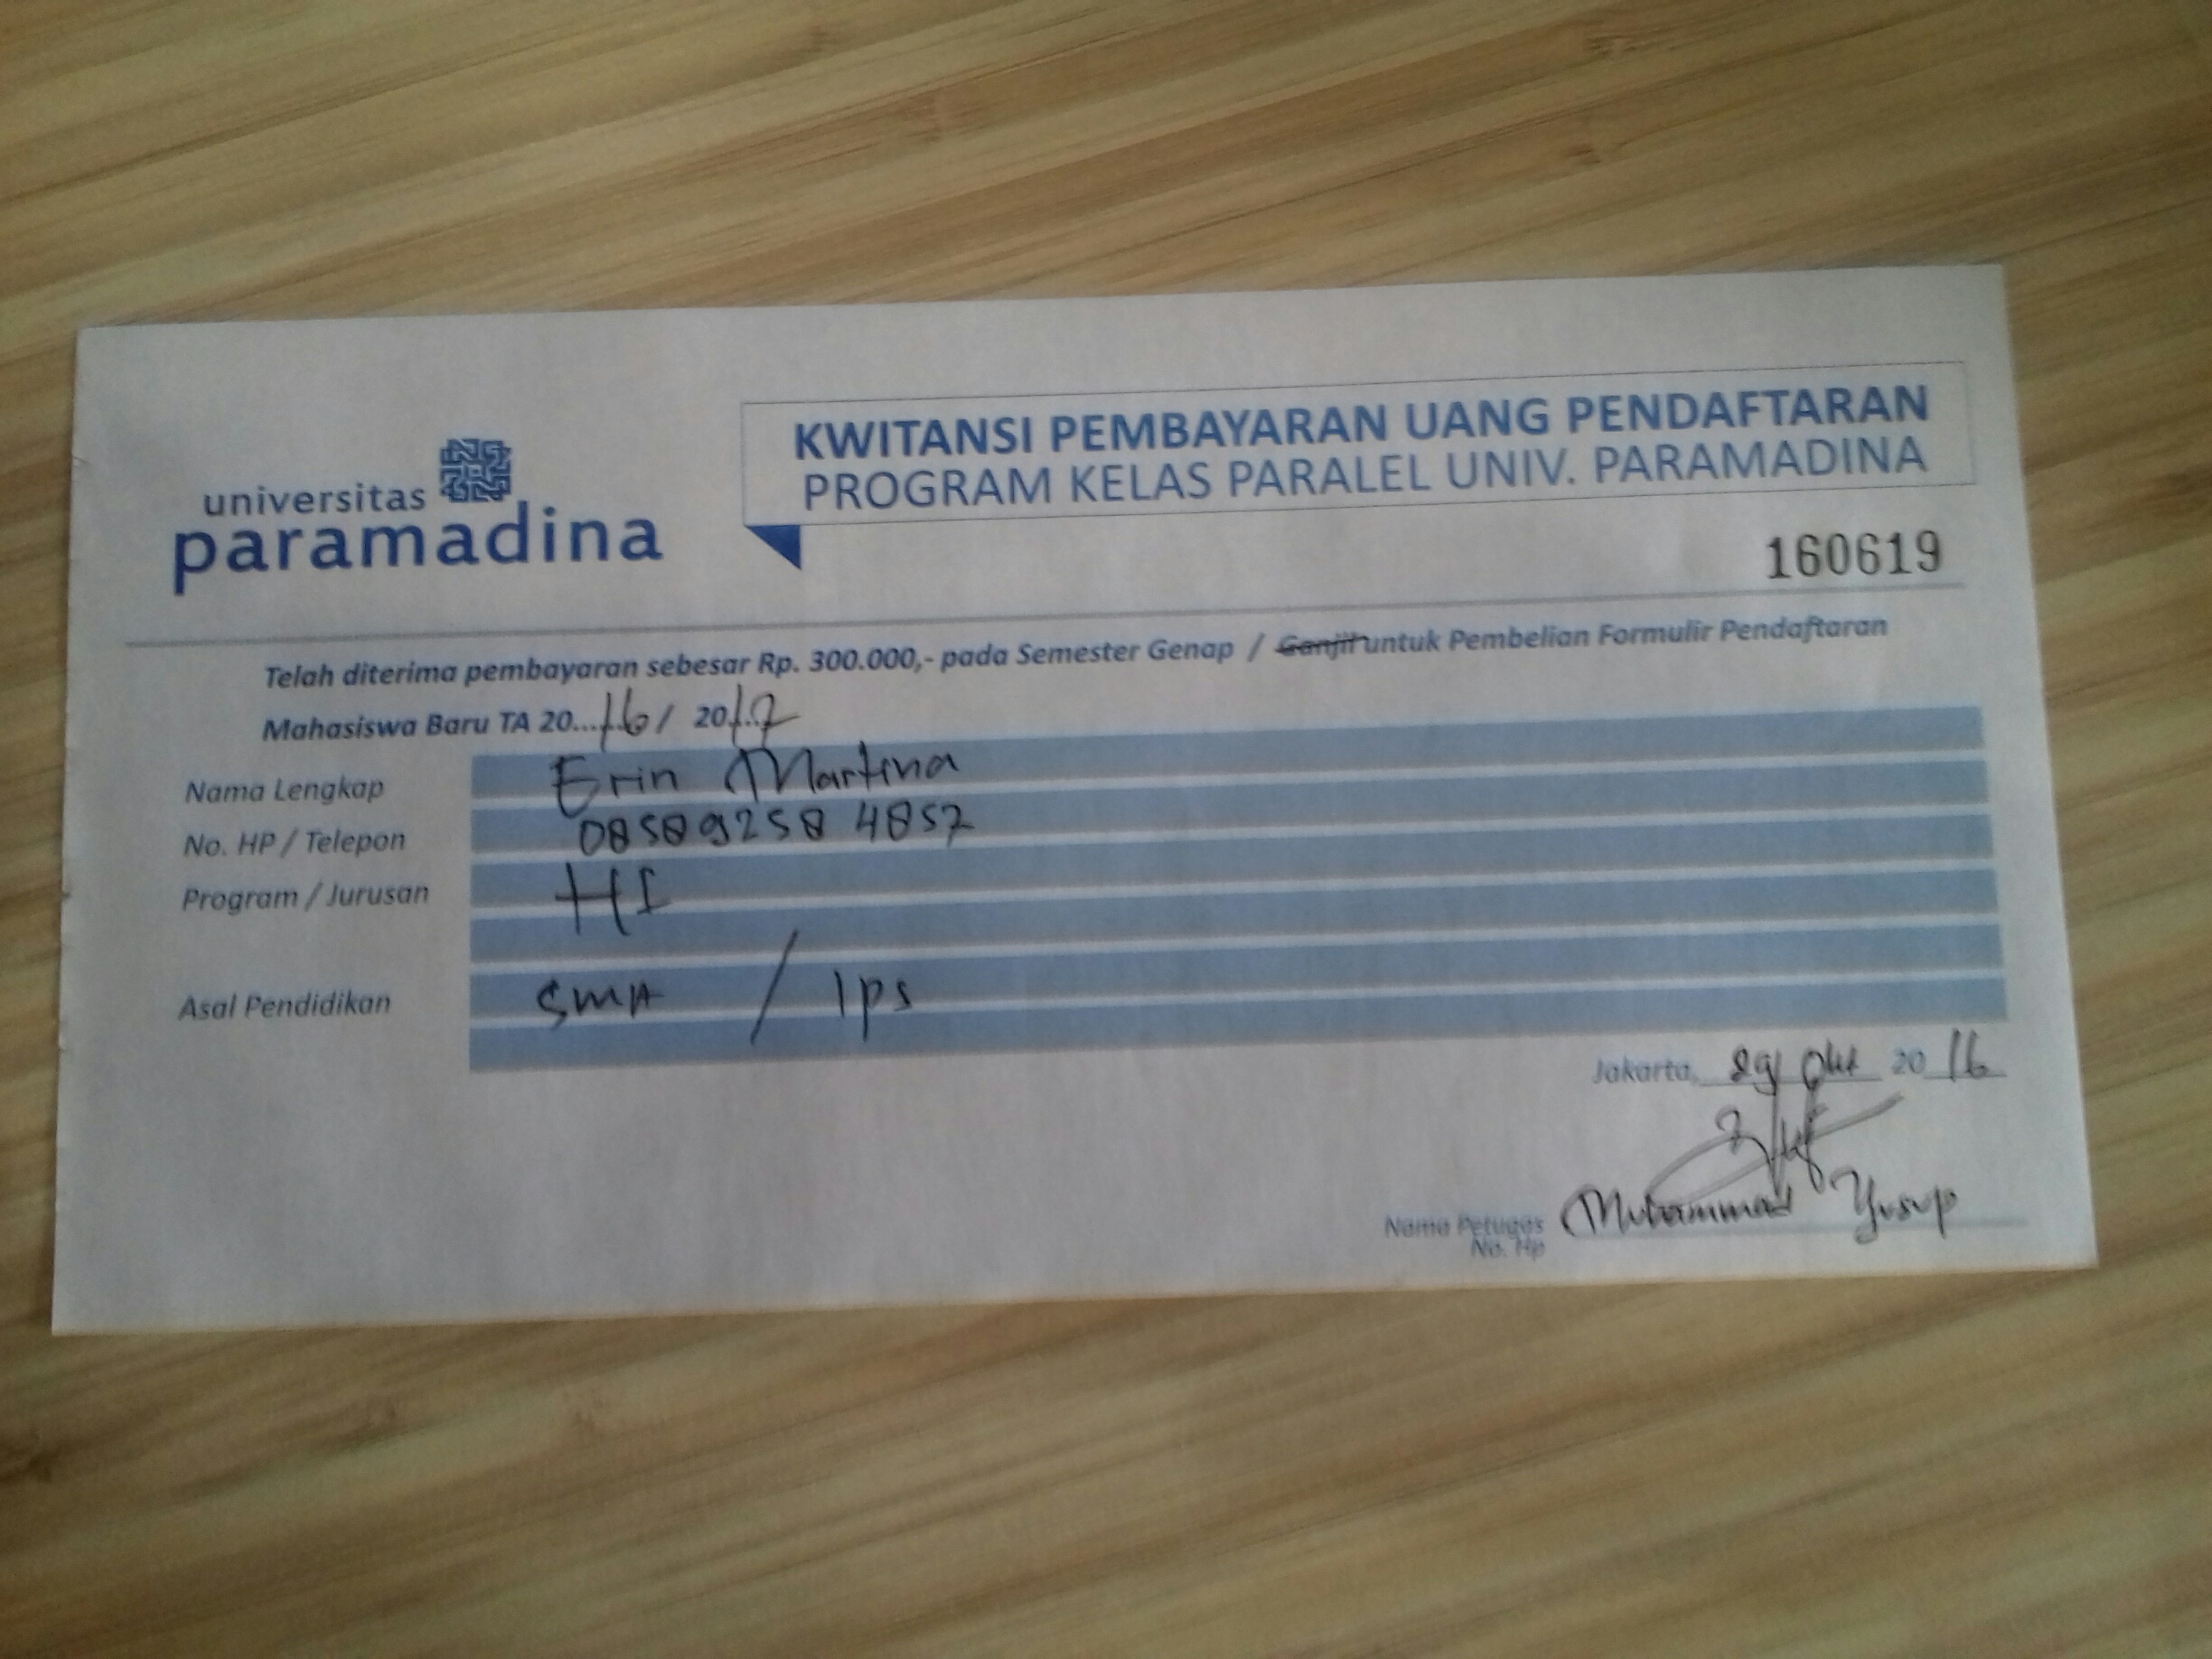 universitas
paramadina
KWITANSI PEMBAYARAN UANG PENDAFTARAN
PROGRAM KELAS PARALEL UNIV. PARAMADINA
160619
Telah diterima pembayaran sebesar Rp. 300.000,- pada Semester Genap / Ganjil untuk Pembelian Formulir Pendaftaran
Mahasiswa Baru TA 20...16/ 20.17
Nama Lengkap Erin Martina
No. HP / Telepon 08589258 4857
Program / Jurusan HI
Asal Pendidikan SMA / IPS
Jakarta, 29 Okt 20 16
Nama Petugas Muhammad Yusup
No. Hp